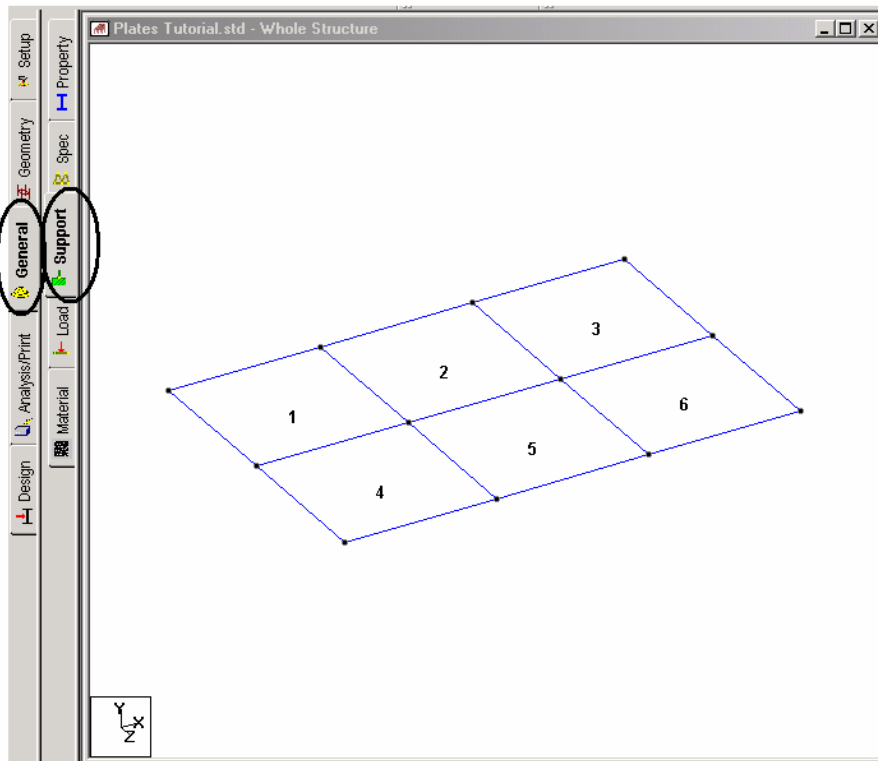 Plates Tutorial.std - Whole Structure
Setup
Geometry
General
Analysis/Print
Design
Property
Spec
Support
Load
Material
3
2
1
6
5
4
Y
X
Z